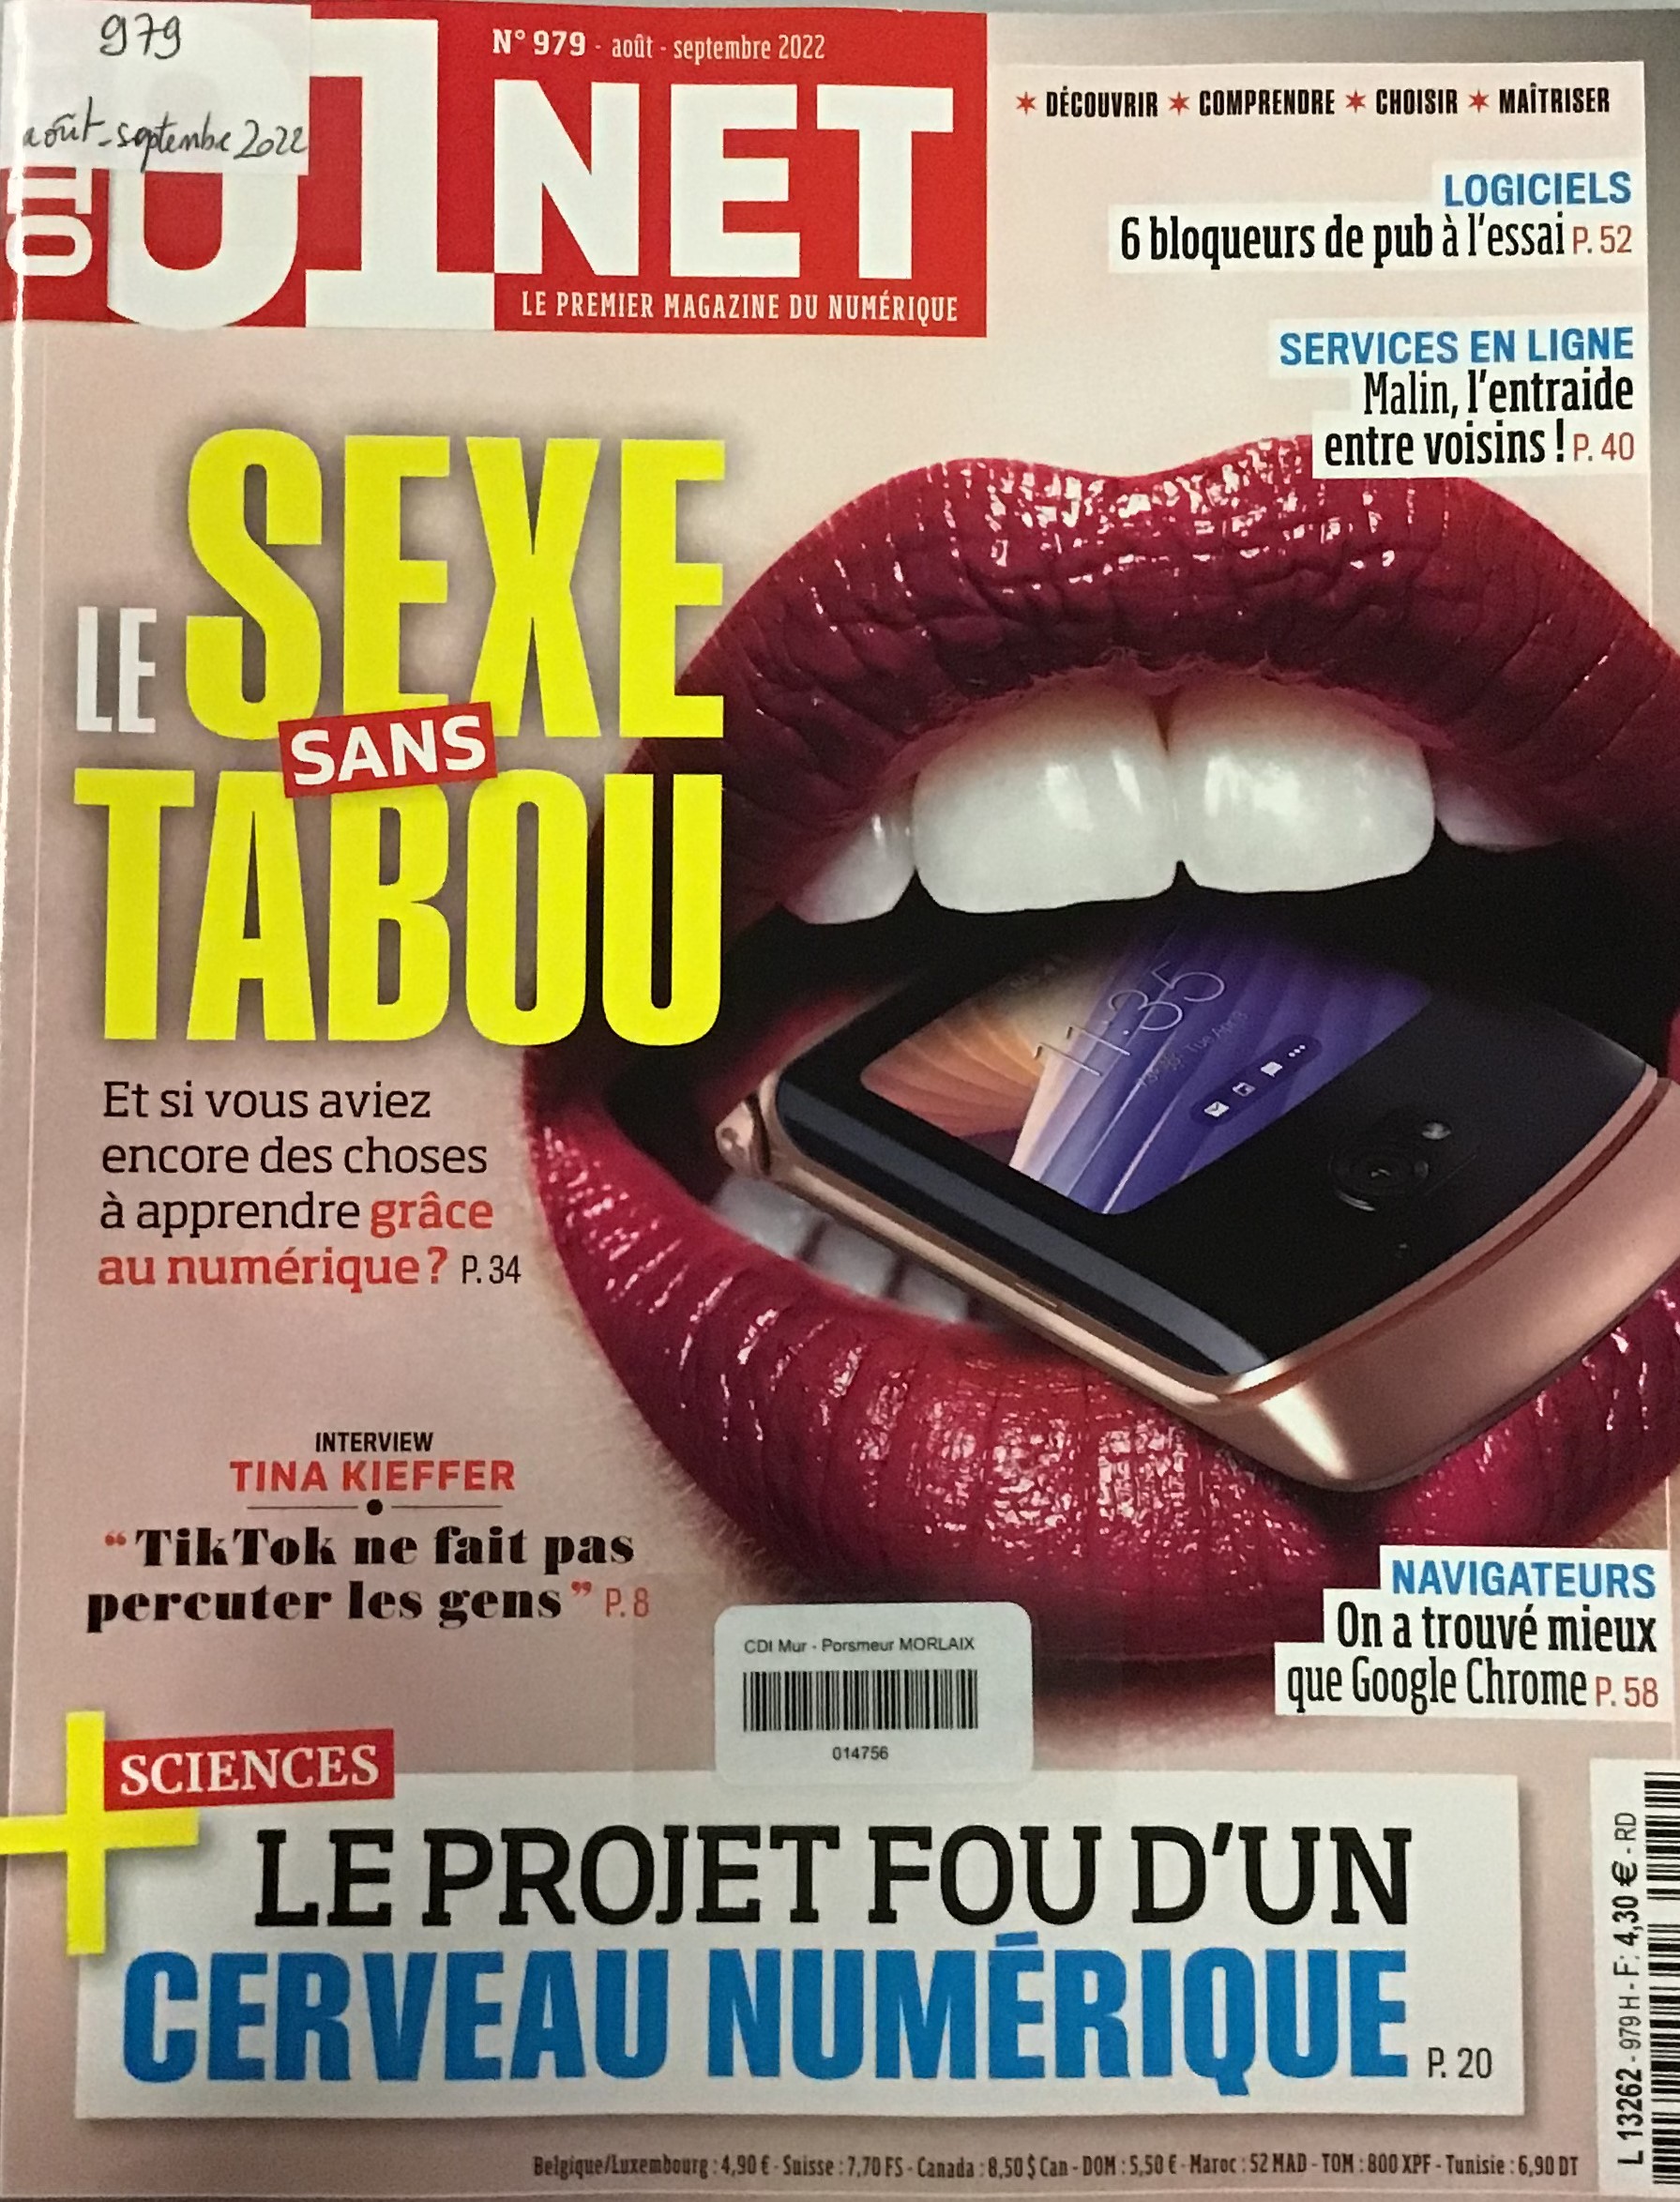 979
août-septembre 2022
N° 979 - août - septembre 2022
01NET
LE PREMIER MAGAZINE DU NUMÉRIQUE
✶ DÉCOUVRIR ✶ COMPRENDRE ✶ CHOISIR ✶ MAÎTRISER
LOGICIELS
6 bloqueurs de pub à l'essai P. 52
SERVICES EN LIGNE
Malin, l'entraide
entre voisins ! P. 40
LE SEXE
SANS
TABOU
Et si vous aviez
encore des choses
à apprendre grâce
au numérique ? P. 34
11:35
INTERVIEW
TINA KIEFFER
“TikTok ne fait pas
percuter les gens” P. 8
NAVIGATEURS
On a trouvé mieux
que Google Chrome P. 58
CDI Mur - Porsmeur MORLAIX
014756
SCIENCES
LE PROJET FOU D'UN
CERVEAU NUMÉRIQUE P. 20
L 13262 - 979 H - F: 4,30 € - RD
Belgique/Luxembourg : 4,90 € - Suisse : 7,70 FS - Canada : 8,50 $ Can - DOM : 5,50 € - Maroc : 52 MAD - TOM : 800 XPF - Tunisie : 6,90 DT